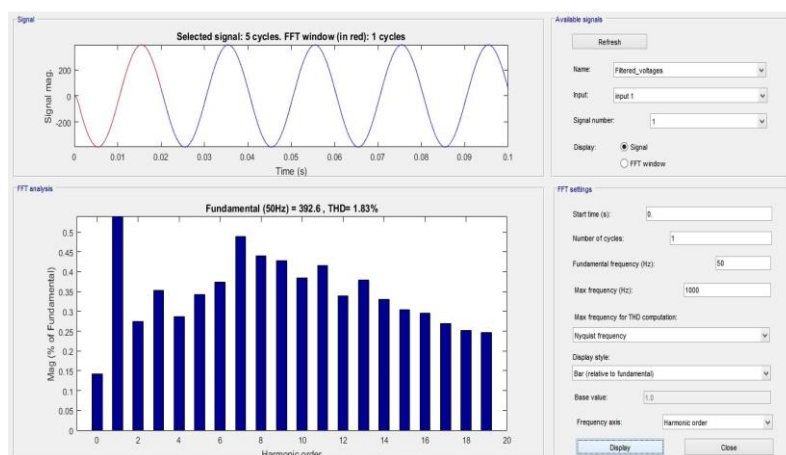 Signal
Selected signal: 5 cycles. FFT window (in red): 1 cycles
Signal mag.
200
0
-200
0 0.01 0.02 0.03 0.04 0.05 0.06 0.07 0.08 0.09 0.1
Time (s)
FFT analysis
Fundamental (50Hz) = 392.6 , THD= 1.83%
Mag (% of Fundamental)
0.5
0.45
0.4
0.35
0.3
0.25
0.2
0.15
0.1
0.05
0
0 2 4 6 8 10 12 14 16 18 20
Harmonic order
Available signals
Refresh
Name: Filtered_voltages
Input: input 1
Signal number: 1
Display: Signal
FFT window
FFT settings
Start time (s): 0.
Number of cycles: 1
Fundamental frequency (Hz): 50
Max frequency (Hz): 1000
Max frequency for THD computation:
Nyquist frequency
Display style:
Bar (relative to fundamental)
Base value: 1.0
Frequency axis: Harmonic order
Display Close